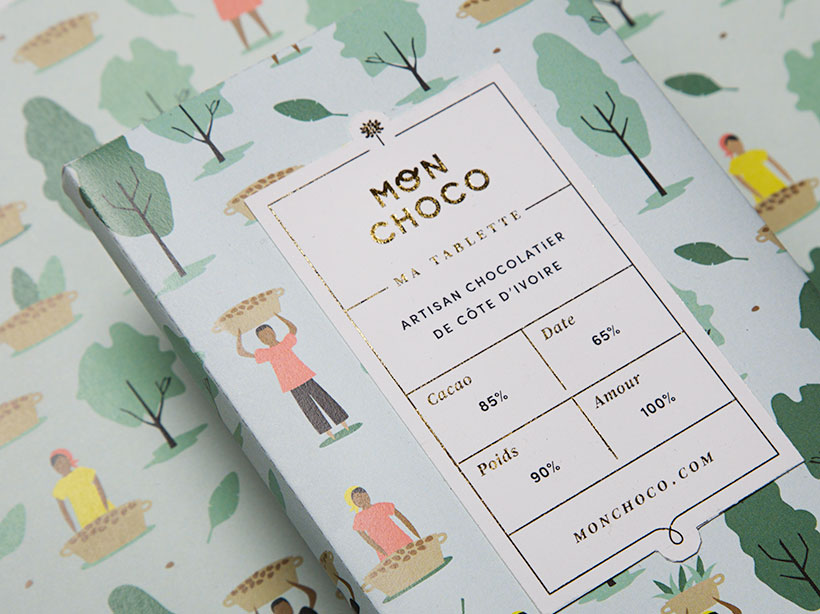 MON
CHOCO
MA TABLETTE
ARTISAN CHOCOLATIER
DE CÔTE D'IVOIRE
Cacao
85%
Date
65%
Poids
90%
Amour
100%
MONCHOCO.COM